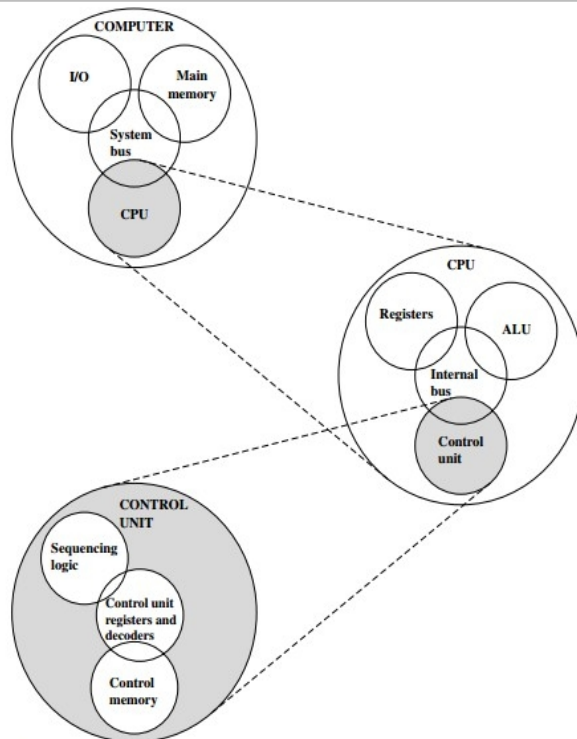 COMPUTER
I/O
Main
memory
System
bus
CPU
CPU
Registers
ALU
Internal
bus
Control
unit
CONTROL
UNIT
Sequencing
logic
Control unit
registers and
decoders
Control
memory